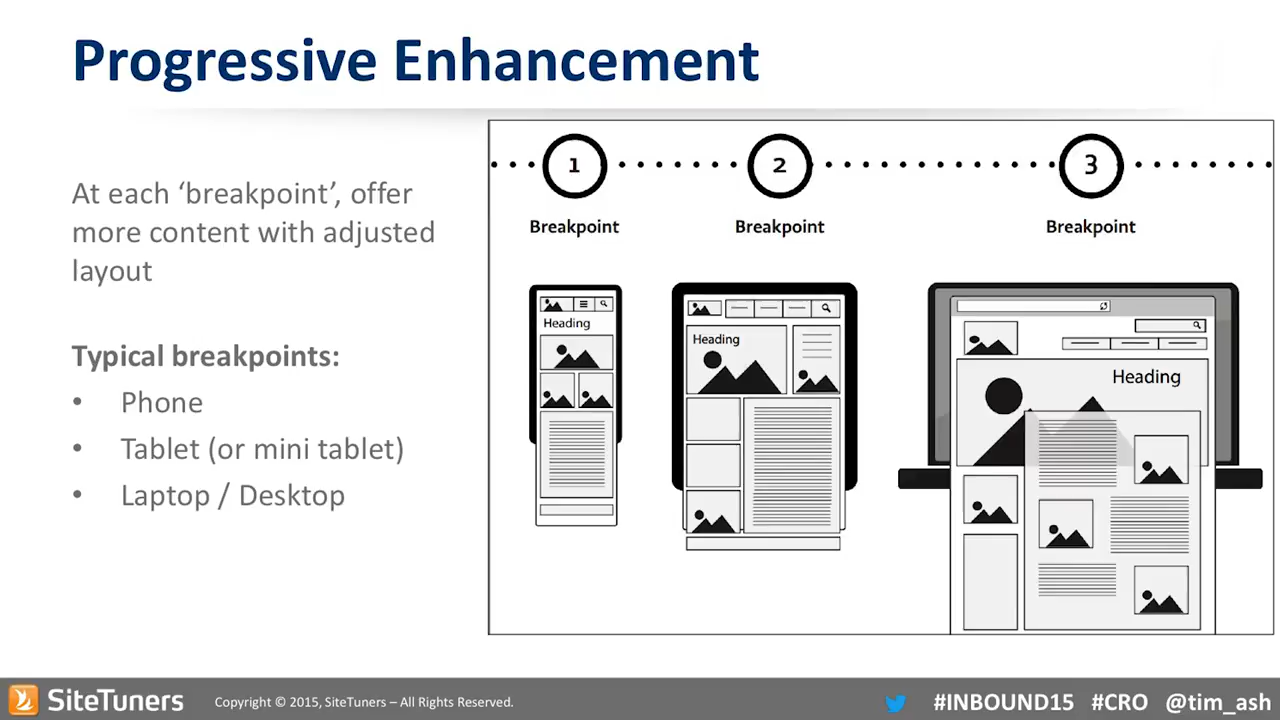 Progressive Enhancement
At each ‘breakpoint’, offer
more content with adjusted
layout
Typical breakpoints:
• Phone
• Tablet (or mini tablet)
• Laptop / Desktop
1
2
3
Breakpoint
Breakpoint
Breakpoint
Heading
Heading
Heading
SiteTuners
Copyright © 2015, SiteTuners – All Rights Reserved.
#INBOUND15 #CRO @tim_ash